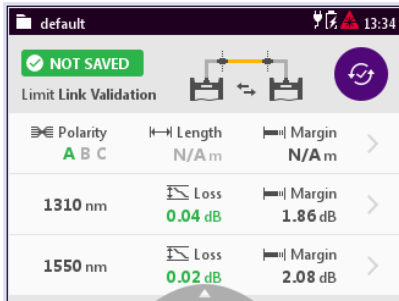 default 13:34
NOT SAVED
Limit Link Validation
Polarity Length Margin
A B C N/A m N/A m
Loss Margin
1310 nm 0.04 dB 1.86 dB
Loss Margin
1550 nm 0.02 dB 2.08 dB